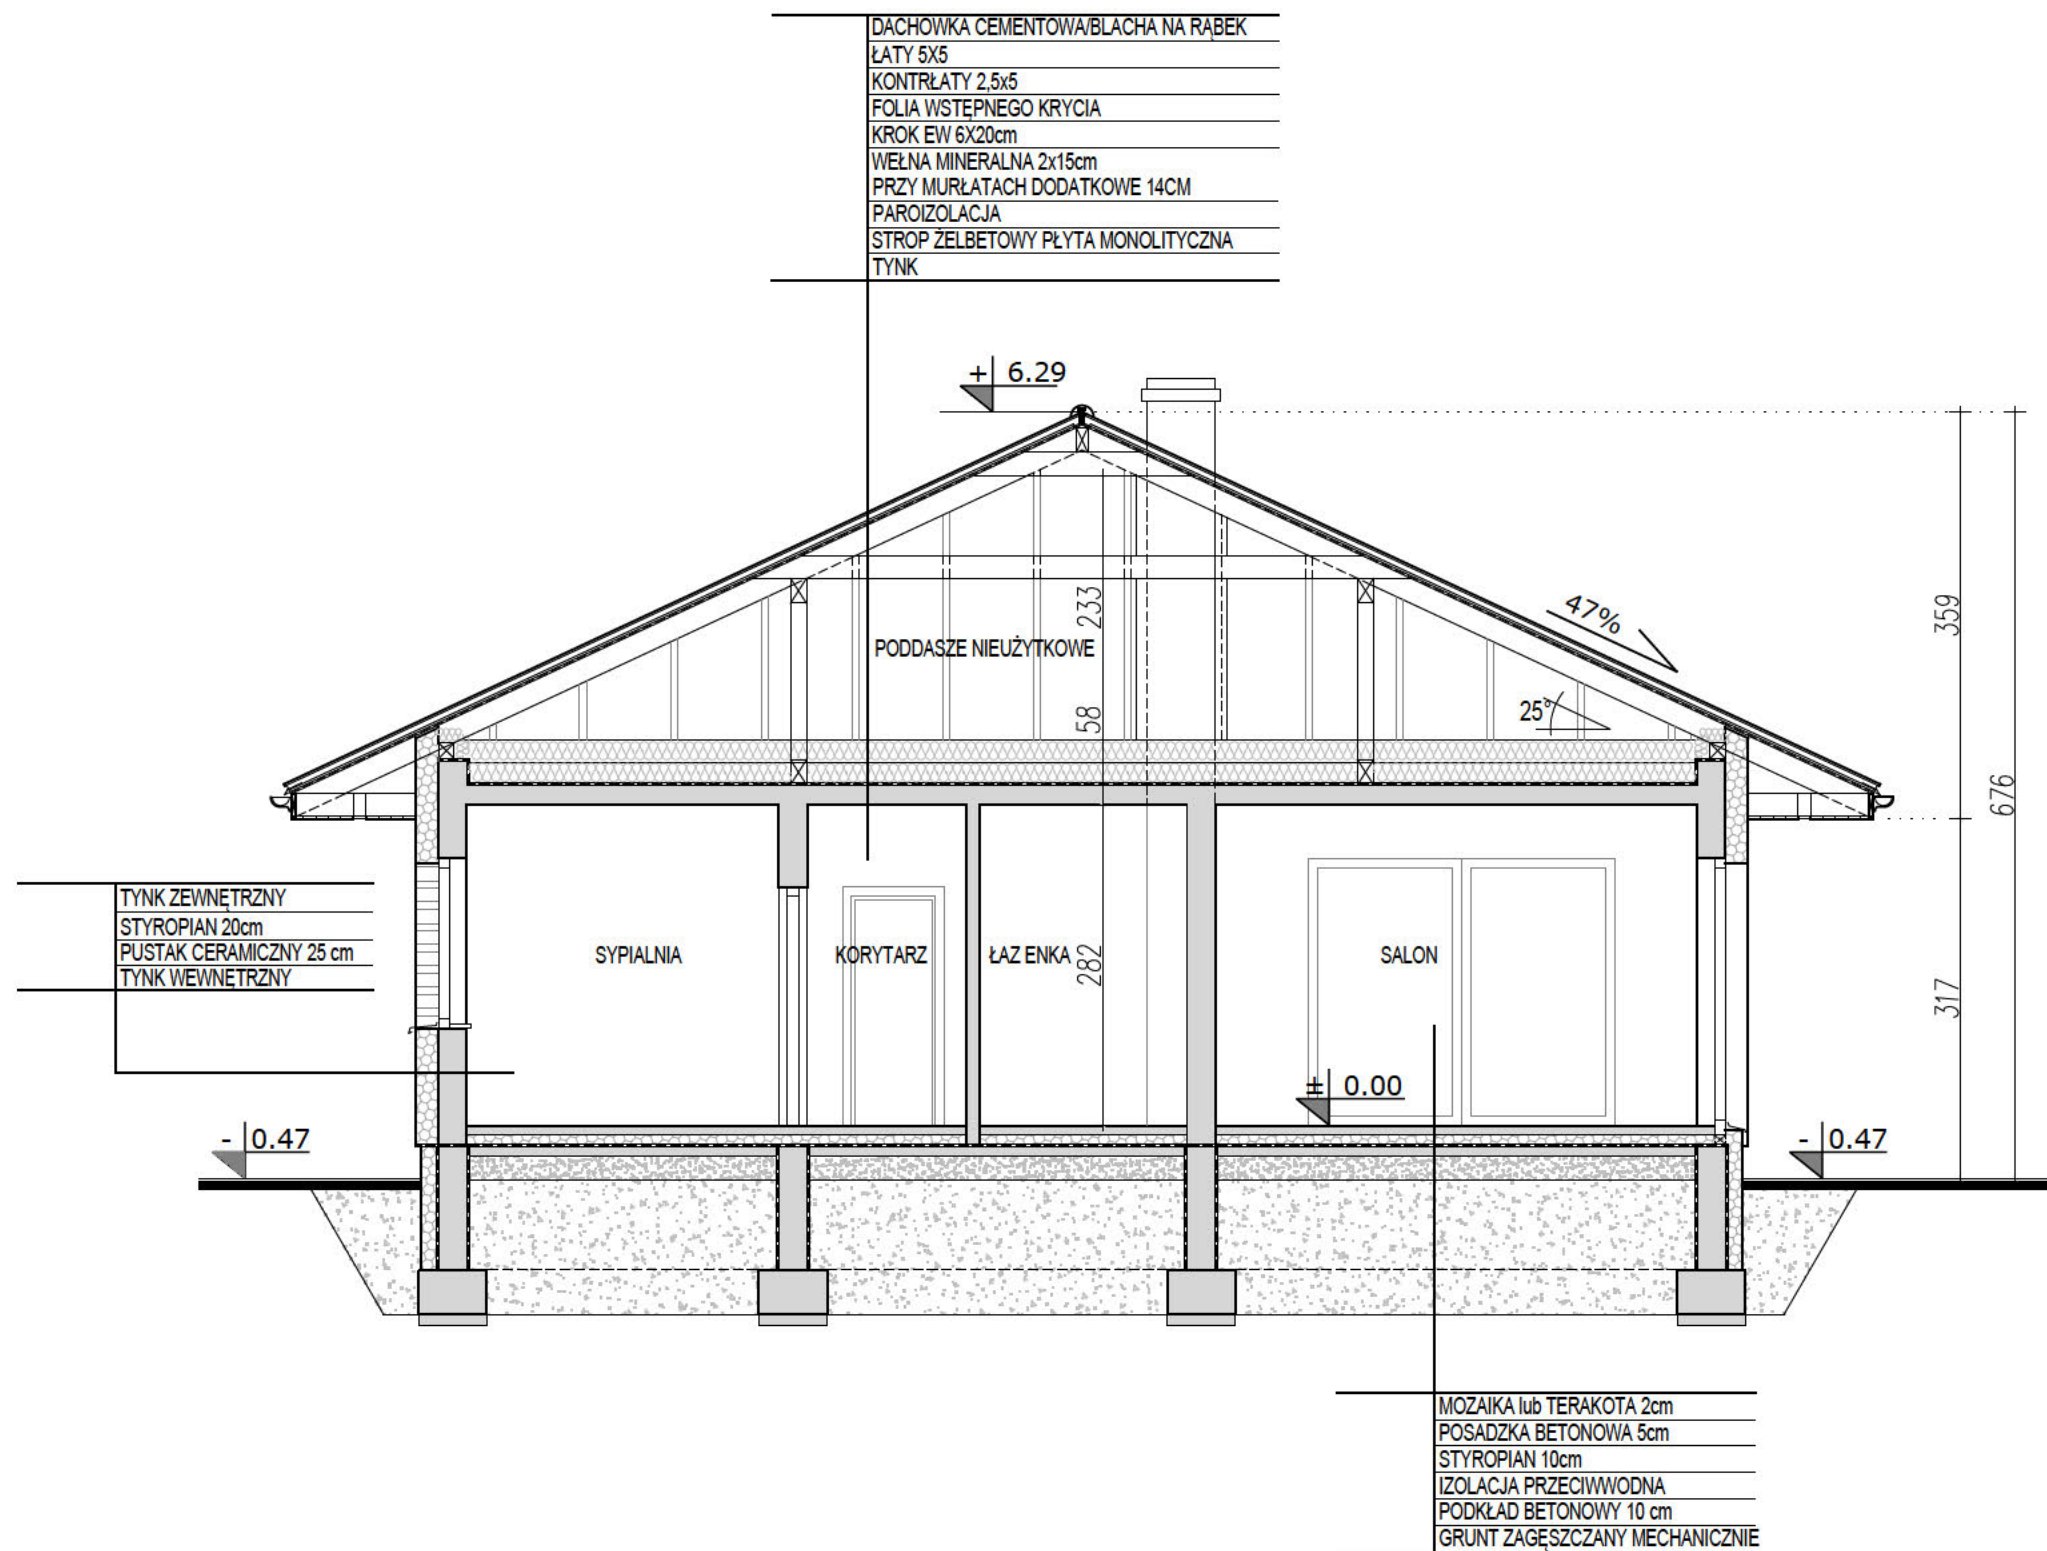 DACHOWKA CEMENTOWA/BLACHA NA RĄBEK
ŁATY 5X5
KONTRŁATY 2,5x5
FOLIA WSTĘPNEGO KRYCIA
KROK EW 6X20cm
WEŁNA MINERALNA 2x15cm
PRZY MURŁATACH DODATKOWE 14CM
PAROIZOLACJA
STROP ŻELBETOWY PŁYTA MONOLITYCZNA
TYNK
+ 6.29
47%
359
233
PODDASZE NIEUŻYTKOWE
25°
58
676
317
TYNK ZEWNĘTRZNY
STYROPIAN 20cm
PUSTAK CERAMICZNY 25 cm
TYNK WEWNĘTRZNY
SYPIALNIA
KORYTARZ
ŁAZ ENKA
282
SALON
± 0.00
- 0.47
- 0.47
MOZAIKA lub TERAKOTA 2cm
POSADZKA BETONOWA 5cm
STYROPIAN 10cm
IZOLACJA PRZECIWWODNA
PODKŁAD BETONOWY 10 cm
GRUNT ZAGĘSZCZANY MECHANICZNIE